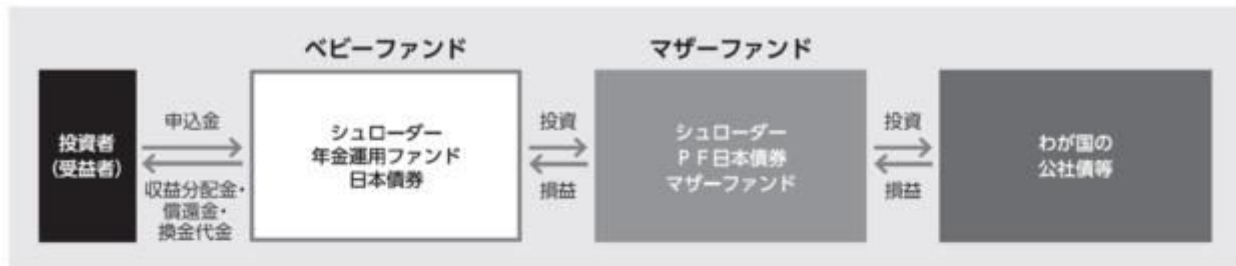 ベビーファンド
マザーファンド
投資者
(受益者)
申込金
収益分配金・
償還金・
換金代金
シュローダー
年金運用ファンド
日本債券
投資
損益
シュローダー
PF日本債券
マザーファンド
投資
損益
わが国の
公社債等